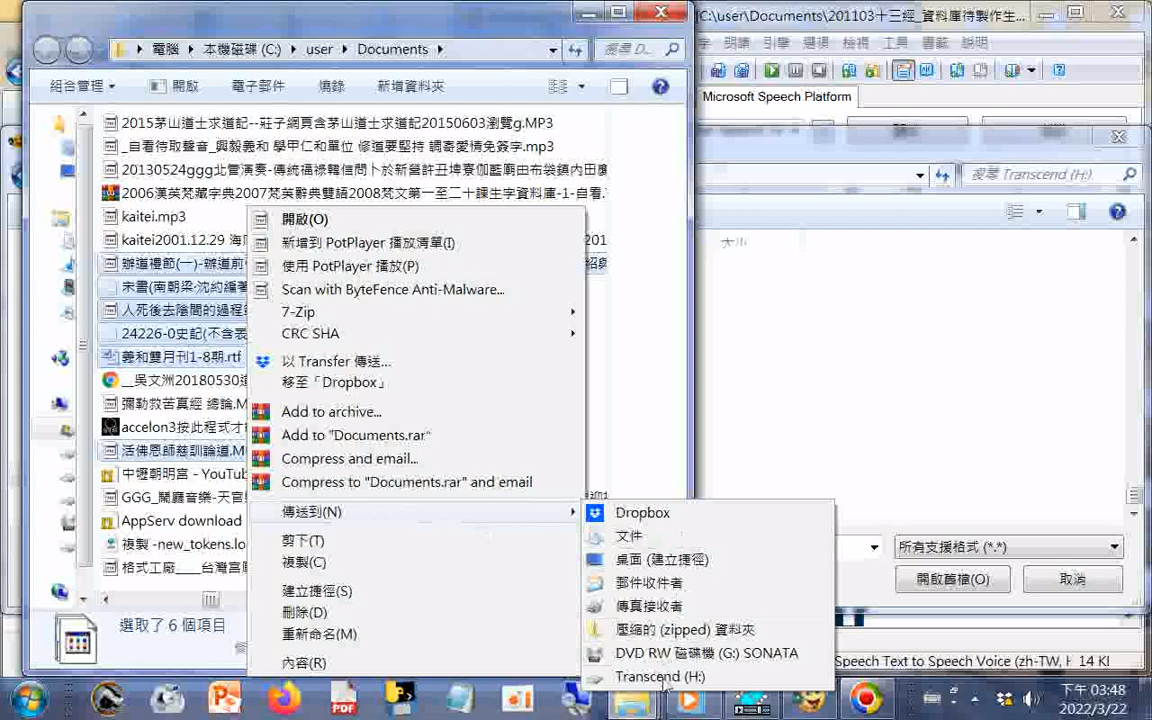 電腦 ▸ 本機磁碟 (C:) ▸ user ▸ Documents ▸
搜尋 D...
組合管理 ▾
開啟
電子郵件
燒錄
新增資料夾
2015茅山道士求道記--莊子網頁含茅山道士求道記20150603瀏覽g.MP3
_自看待取聲音_興毅義和 學甲仁和單位 修道要堅持 調寄愛情免簽字.mp3
20130524ggg北管演奏-傳統福祿韓信問卜於新營許丑埤寮伽藍廟由布袋鎮內田
2006漢英梵藏字典2007梵英辭典雙語2008梵文第一至二十課生字資料庫-1-自看.
kaitei.mp3
kaitei2001.12.29 海
辦道禮節(一)-辦道前
宋書(南朝梁-沈約編著
人死後去陰間的過程
24226-0史記(不含表
義和雙月刊1-8期.rtf
__吳文洲20180530道
彌勒救苦真經 總論.M
accelon3按此程式才
活佛恩師慈訓論道.M
中壢朝明宮 - YouTub
GGG_鬧廳音樂-天官
AppServ download
複製 -new_tokens.lo
格式工廠____台灣宮
選取了 6 個項目
開啟(O)
新增到 PotPlayer 播放清單(I)
使用 PotPlayer 播放(P)
Scan with ByteFence Anti-Malware...
7-Zip
CRC SHA
以 Transfer 傳送...
移至「Dropbox」
Add to archive...
Add to "Documents.rar"
Compress and email...
Compress to "Documents.rar" and email
傳送到(N)
剪下(T)
複製(C)
建立捷徑(S)
刪除(D)
重新命名(M)
內容(R)
Dropbox
文件
桌面 (建立捷徑)
郵件收件者
傳真接收者
壓縮的 (zipped) 資料夾
DVD RW 磁碟機 (G:) SONATA
Transcend (H:)
[C:\user\Documents\201103十三經_資料庫待製作生...
朗讀 引擎 選項 檢視 工具 書籤 說明
Microsoft Speech Platform
搜尋 Transcend (H:)
大小
所有支援格式 (*.*)
開啟舊檔(O)
取消
Speech Text to Speech Voice (zh-TW, H
14 KI
下午 03:48
2022/3/22